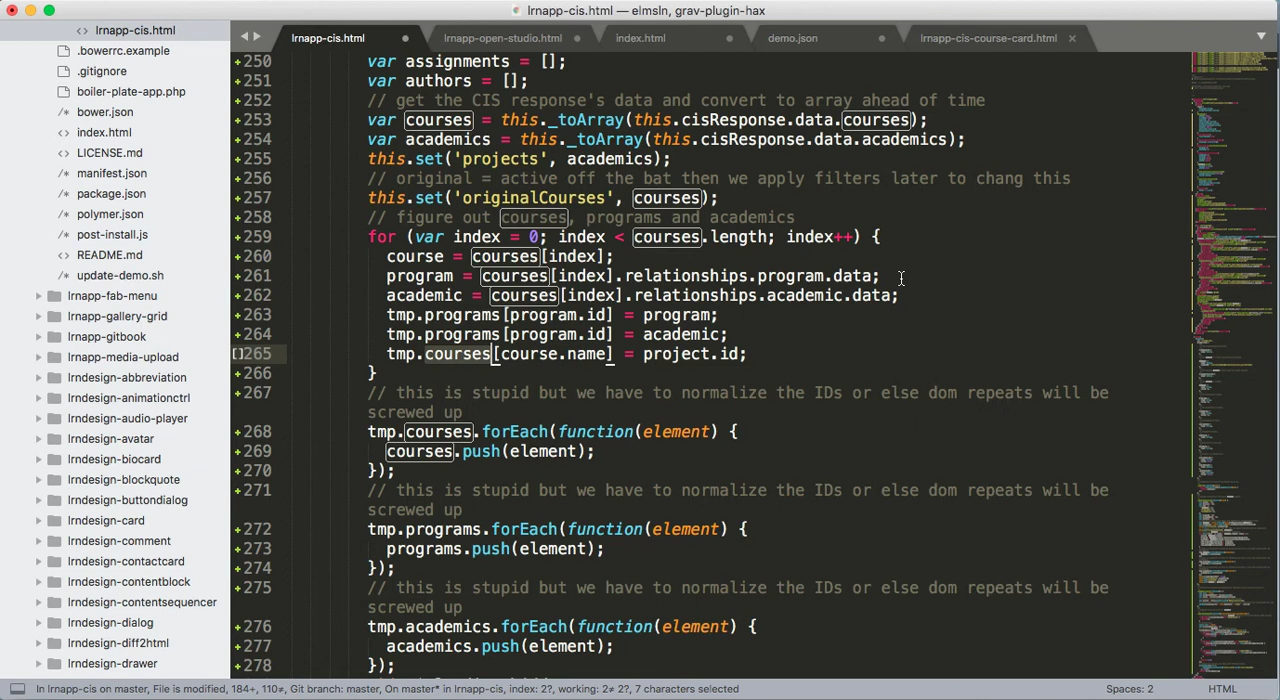 lrnapp-cis.html — elmsln, grav-plugin-hax
lrnapp-cis.html
lrnapp-open-studio.html
index.html
demo.json
lrnapp-cis-course-card.html
<> lrnapp-cis.html
/* .bowerrc.example
/* .gitignore
/* boiler-plate-app.php
/* bower.json
<> index.html
<> LICENSE.md
/* manifest.json
/* package.json
/* polymer.json
/* post-install.js
<> README.md
/* update-demo.sh
lrnapp-fab-menu
lrnapp-gallery-grid
lrnapp-gitbook
lrnapp-media-upload
lrndesign-abbreviation
lrndesign-animationctrl
lrndesign-audio-player
lrndesign-avatar
lrndesign-biocard
lrndesign-blockquote
lrndesign-buttondialog
lrndesign-card
lrndesign-comment
lrndesign-contactcard
lrndesign-contentblock
lrndesign-contentsequencer
lrndesign-dialog
lrndesign-diff2html
lrndesign-drawer
250 var assignments = [];
251 var authors = [];
252 // get the CIS response's data and convert to array ahead of time
253 var courses = this._toArray(this.cisResponse.data.courses);
254 var academics = this._toArray(this.cisResponse.data.academics);
255 this.set('projects', academics);
256 // original = active off the bat then we apply filters later to chang this
257 this.set('originalCourses', courses);
258 // figure out courses, programs and academics
259 for (var index = 0; index < courses.length; index++) {
260 course = courses[index];
261 program = courses[index].relationships.program.data;
262 academic = courses[index].relationships.academic.data;
263 tmp.programs[program.id] = program;
264 tmp.programs[program.id] = academic;
265 tmp.courses[course.name] = project.id;
266 }
267 // this is stupid but we have to normalize the IDs or else dom repeats will be
screwed up
268 tmp.courses.forEach(function(element) {
269 courses.push(element);
270 });
271 // this is stupid but we have to normalize the IDs or else dom repeats will be
screwed up
272 tmp.programs.forEach(function(element) {
273 programs.push(element);
274 });
275 // this is stupid but we have to normalize the IDs or else dom repeats will be
screwed up
276 tmp.academics.forEach(function(element) {
277 academics.push(element);
278 });
In lrnapp-cis on master, File is modified, 184+, 110≠, Git branch: master, On master* in lrnapp-cis, index: 2?, working: 2≠ 2?, 7 characters selected
Spaces: 2
HTML